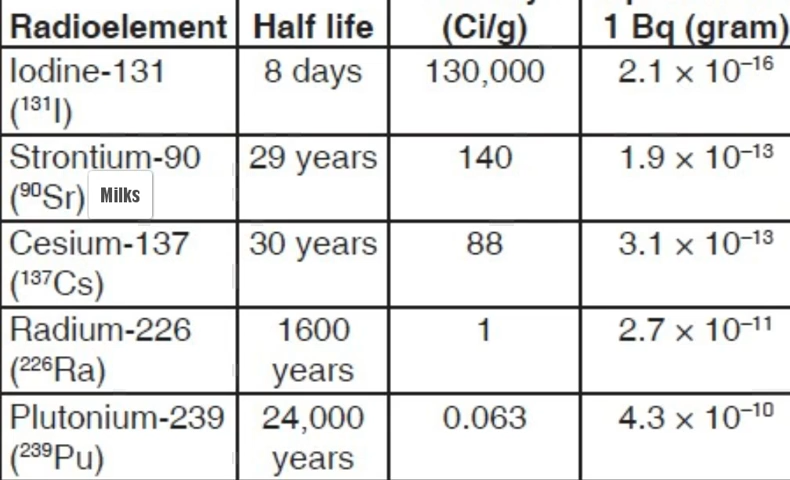 Radioelement Half life (Ci/g) 1 Bq (gram)
Iodine-131 8 days 130,000 2.1 × 10⁻¹⁶
(¹³¹I)
Strontium-90 29 years 140 1.9 × 10⁻¹³
(⁹⁰Sr) Milks
Cesium-137 30 years 88 3.1 × 10⁻¹³
(¹³⁷Cs)
Radium-226 1600 1 2.7 × 10⁻¹¹
(²²⁶Ra) years
Plutonium-239 24,000 0.063 4.3 × 10⁻¹⁰
(²³⁹Pu) years